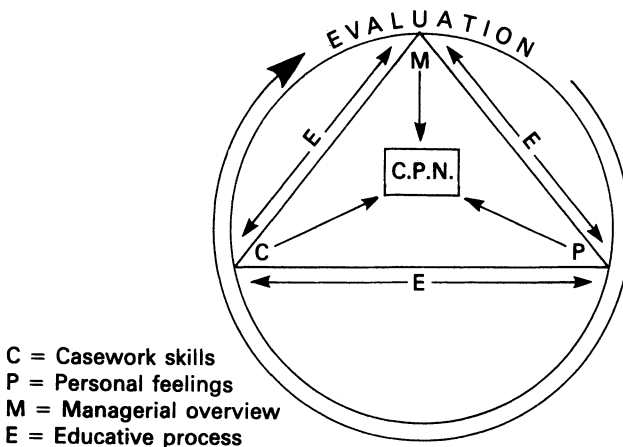 EVALUATION
M
E
E
C.P.N.
C
P
E
C = Casework skills
P = Personal feelings
M = Managerial overview
E = Educative process